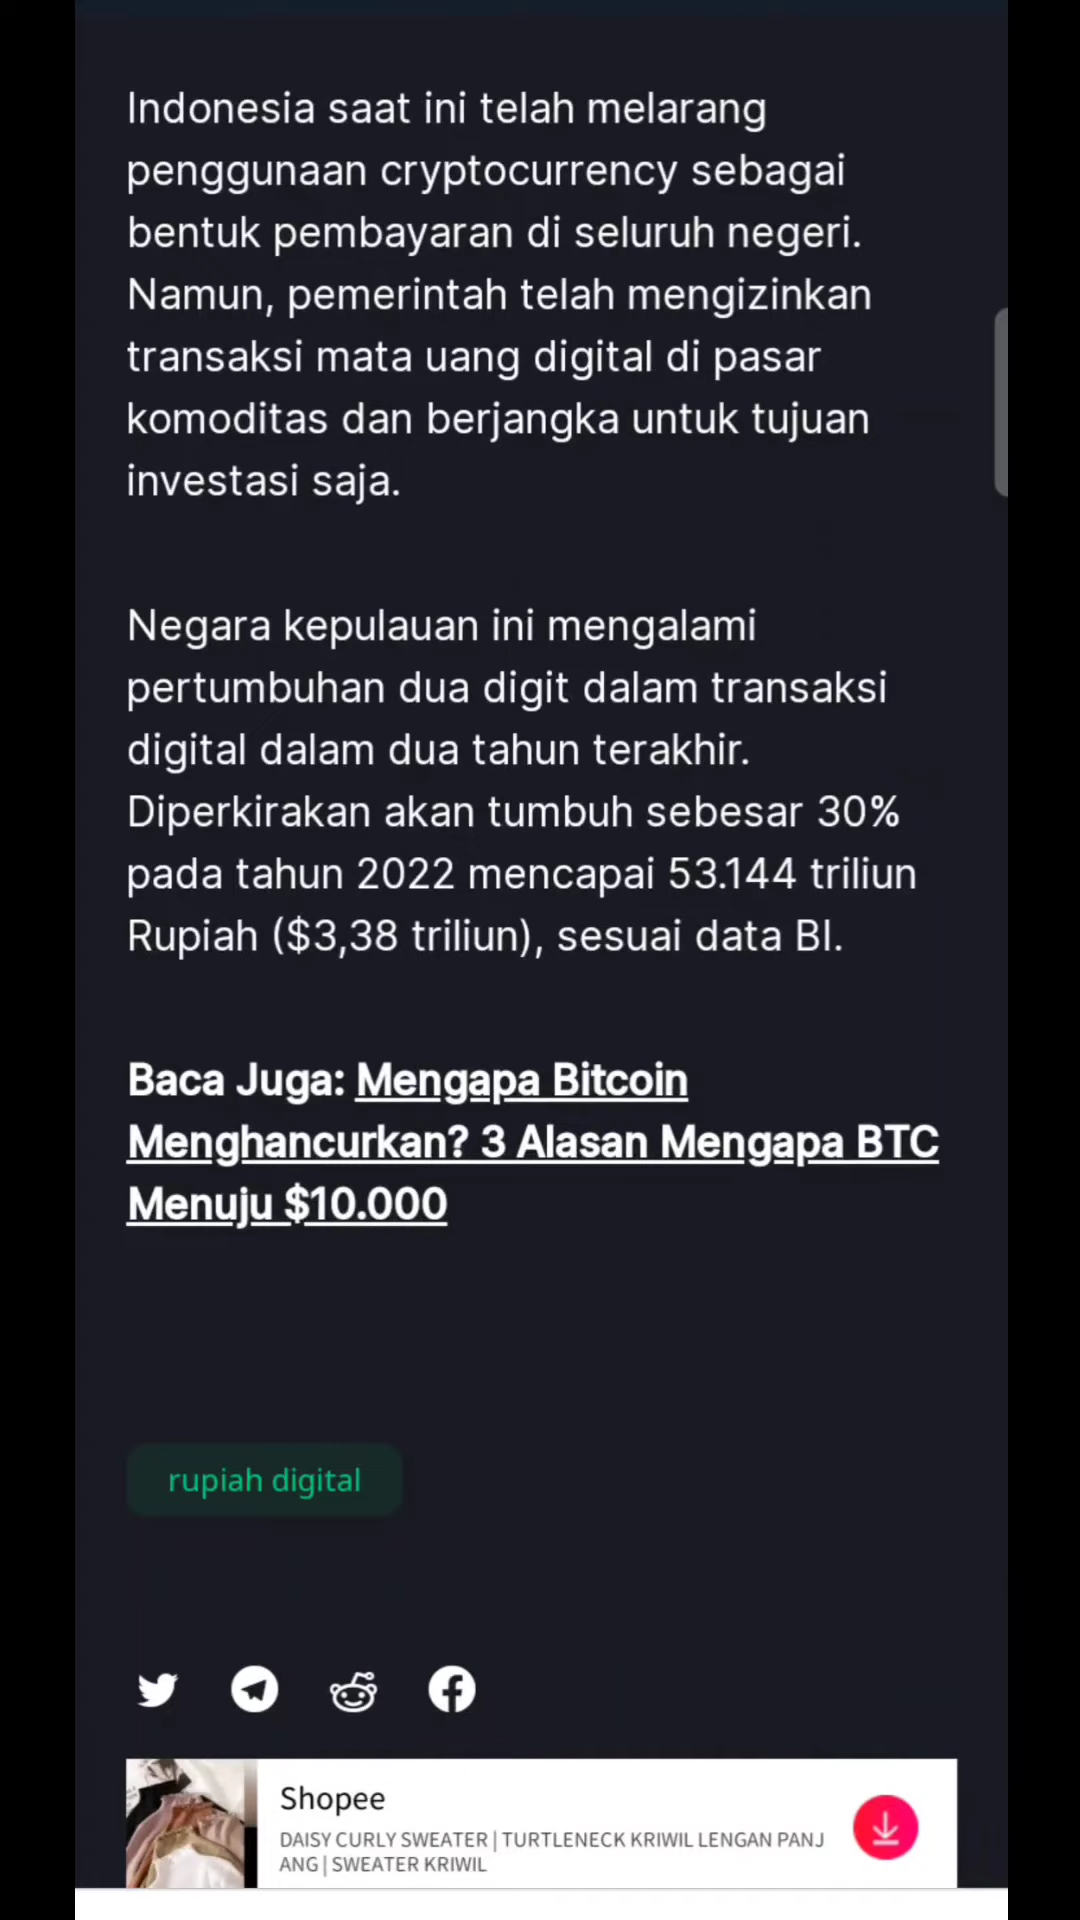 Indonesia saat ini telah melarang
penggunaan cryptocurrency sebagai
bentuk pembayaran di seluruh negeri.
Namun, pemerintah telah mengizinkan
transaksi mata uang digital di pasar
komoditas dan berjangka untuk tujuan
investasi saja.
Negara kepulauan ini mengalami
pertumbuhan dua digit dalam transaksi
digital dalam dua tahun terakhir.
Diperkirakan akan tumbuh sebesar 30%
pada tahun 2022 mencapai 53.144 triliun
Rupiah ($3,38 triliun), sesuai data BI.
Baca Juga: Mengapa Bitcoin
Menghancurkan? 3 Alasan Mengapa BTC
Menuju $10.000
rupiah digital
Shopee
DAISY CURLY SWEATER | TURTLENECK KRIWIL LENGAN PANJ
ANG | SWEATER KRIWIL